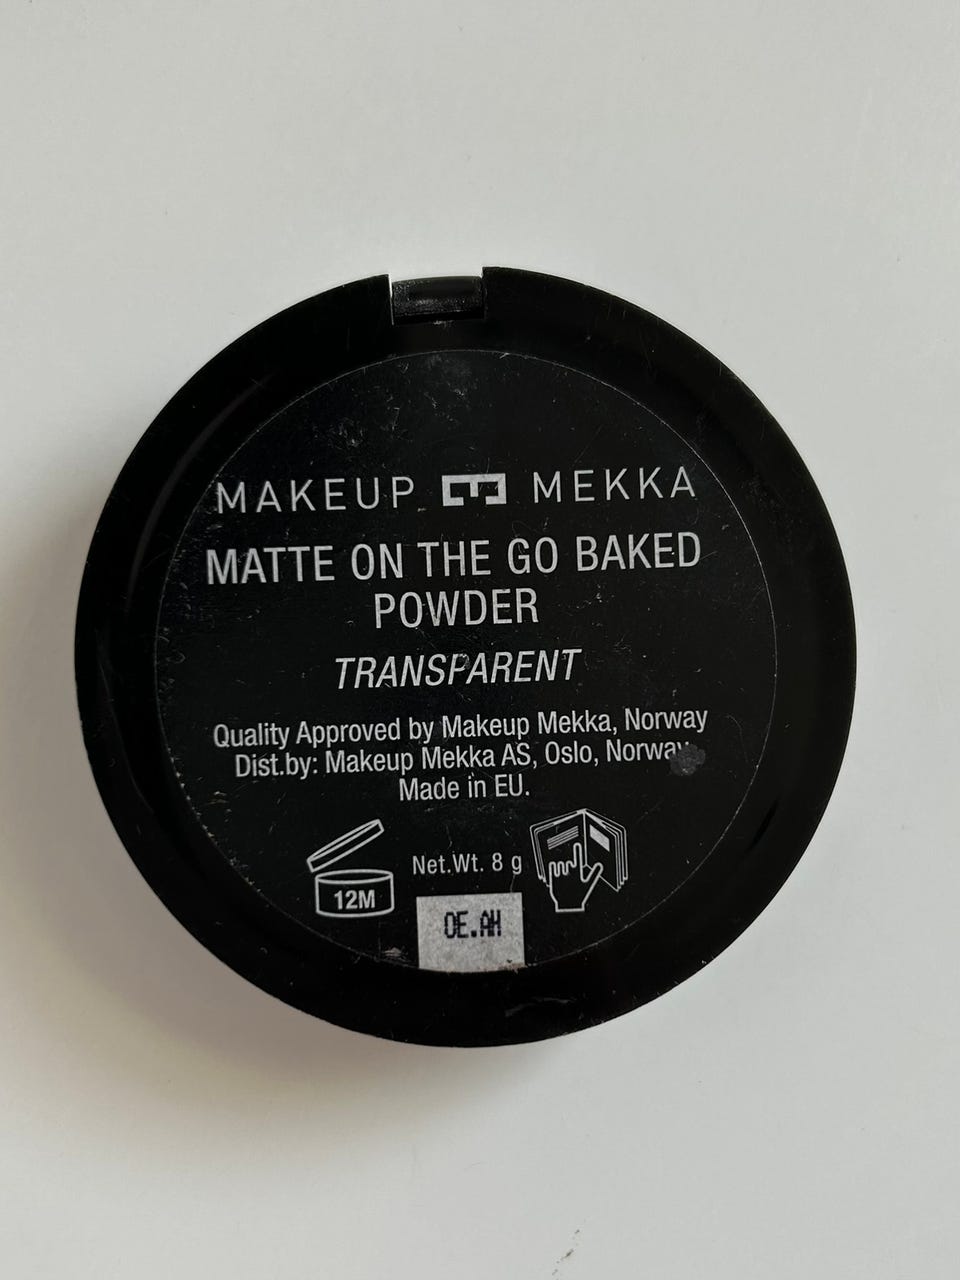 MAKEUP MEKKA
MATTE ON THE GO BAKED
POWDER
TRANSPARENT
Quality Approved by Makeup Mekka, Norway
Dist.by: Makeup Mekka AS, Oslo, Norway
Made in EU.
Net.Wt. 8 g
12M
OE.AH